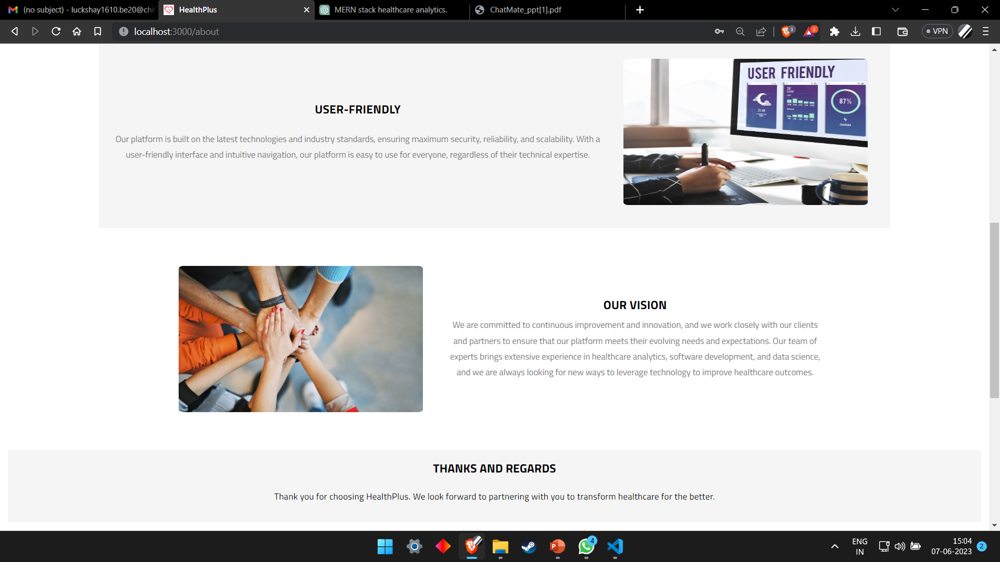 (no subject) - luckshay1610.be20@chi
HealthPlus
MERN stack healthcare analytics.
ChatMate_ppt[1].pdf
localhost:3000/about
3
3
VPN
USER FRIENDLY
87%
CHARGING
USER-FRIENDLY
Our platform is built on the latest technologies and industry standards, ensuring maximum security, reliability, and scalability. With a
user-friendly interface and intuitive navigation, our platform is easy to use for everyone, regardless of their technical expertise.
OUR VISION
We are committed to continuous improvement and innovation, and we work closely with our clients
and partners to ensure that our platform meets their evolving needs and expectations. Our team of
experts brings extensive experience in healthcare analytics, software development, and data science,
and we are always looking for new ways to leverage technology to improve healthcare outcomes.
THANKS AND REGARDS
Thank you for choosing HealthPlus. We look forward to partnering with you to transform healthcare for the better.
4
ENG
IN
15:04
07-06-2023
2